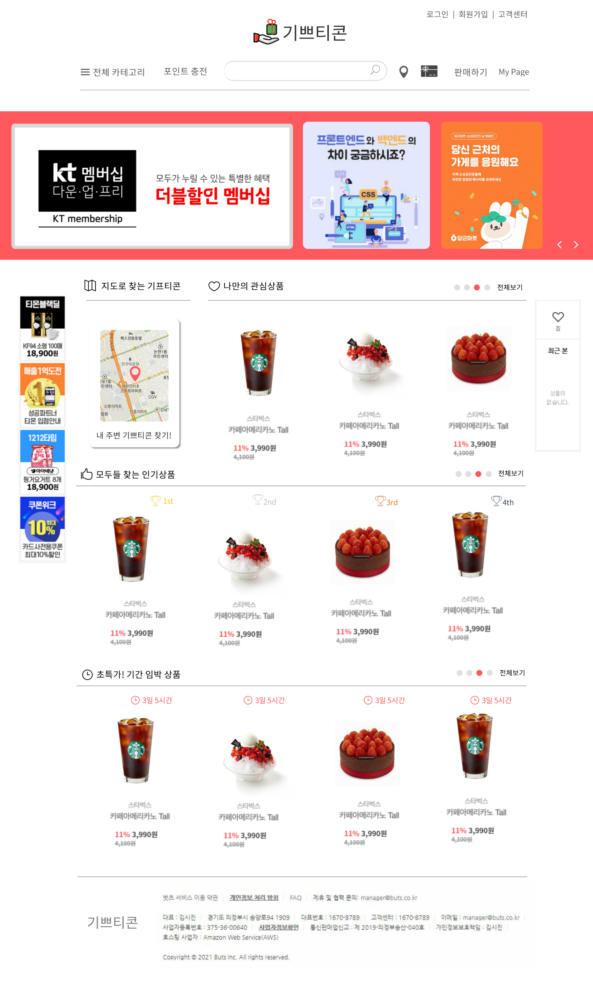 로그인 | 회원가입 | 고객센터
기쁘티콘
전체 카테고리
포인트 충전
판매하기
My Page
kt 멤버십
다운·업·프리
KT membership
모두가 누릴 수 있는 특별한 혜택
더블할인 멤버십
프론트엔드와 백엔드의
차이 궁금하시죠?
</>
CSS
HTML
당근마켓 소상공인의 날 캠페인
당신 근처의
가게를 응원해요
지역 소상공인분들께
따뜻한 응원의 메시지를 보내주세요
당근마켓
지도로 찾는 기프티콘
나만의 관심상품
전체보기
티몬블랙딜
KF94 소형 100매
18,900원
매출1억도전
1
성공파트너
티몬 입점안내
1212타임
핑거요거트
아이배냇
핑거요거트 8개
18,900원
쿠폰위크
최대
10%
카드사전용쿠폰
최대10%할인
렉스관광호텔
논현역
논현1동
주민센터
언구비공원
신논현역
래미안서초
스위트아파트
CGV
삼풍아파트
진흥아파트
법원
내 주변 기쁘티콘 찾기!
스타벅스
카페아메리카노 Tall
11% 3,990원
4,100원
스타벅스
카페아메리카노 Tall
11% 3,990원
4,100원
스타벅스
카페아메리카노 Tall
11% 3,990원
4,100원
찜
최근 본
상품이
없습니다.
모두들 찾는 인기상품
전체보기
1st
2nd
3rd
4th
스타벅스
카페아메리카노 Tall
11% 3,990원
4,100원
스타벅스
카페아메리카노 Tall
11% 3,990원
4,100원
스타벅스
카페아메리카노 Tall
11% 3,990원
4,100원
스타벅스
카페아메리카노 Tall
11% 3,990원
4,100원
초특가! 기간 임박 상품
전체보기
3일 5시간
3일 5시간
3일 5시간
3일 5시간
스타벅스
카페아메리카노 Tall
11% 3,990원
4,100원
스타벅스
카페아메리카노 Tall
11% 3,990원
4,100원
스타벅스
카페아메리카노 Tall
11% 3,990원
4,100원
스타벅스
카페아메리카노 Tall
11% 3,990원
4,100원
기쁘티콘
벗츠 서비스 이용 약관 | 개인정보 처리 방침 | FAQ | 제휴 및 협력 문의: manager@buts.co.kr
대표 : 김시진 | 경기도 의정부시 송양로94 1909 | 대표번호 : 1670-8789 | 고객센터 : 1670-8789 | 이메일 : manager@buts.co.kr
사업자등록번호 : 375-36-00640 | 사업자정보확인 | 통신판매업신고 : 제 2019-의정부송산-040호 | 개인정보보호책임 : 김시진
호스팅 사업자 : Amazon Web Service(AWS)
Copyright © 2021 Buts Inc. All rights reserved.